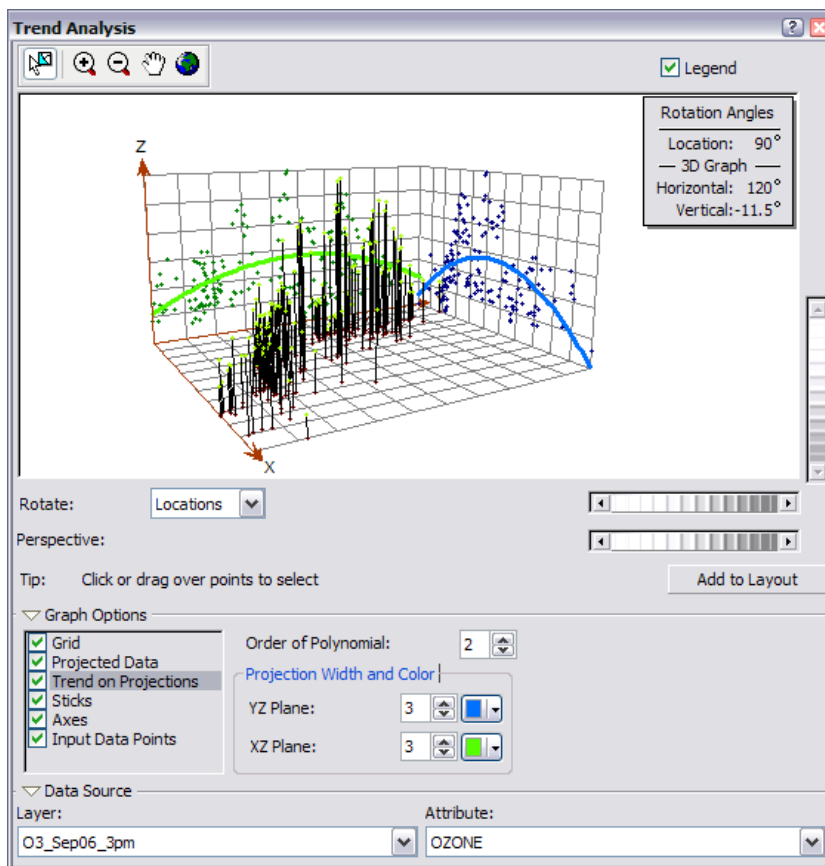 Trend Analysis
Legend
Rotation Angles
Location: 90°
3D Graph
Horizontal: 120°
Vertical:-11.5°
Z
X
Rotate: Locations
Perspective:
Tip: Click or drag over points to select
Add to Layout
Graph Options
Grid
Projected Data
Trend on Projections
Sticks
Axes
Input Data Points
Order of Polynomial: 2
Projection Width and Color
YZ Plane: 3
XZ Plane: 3
Data Source
Layer: Attribute:
O3_Sep06_3pm OZONE